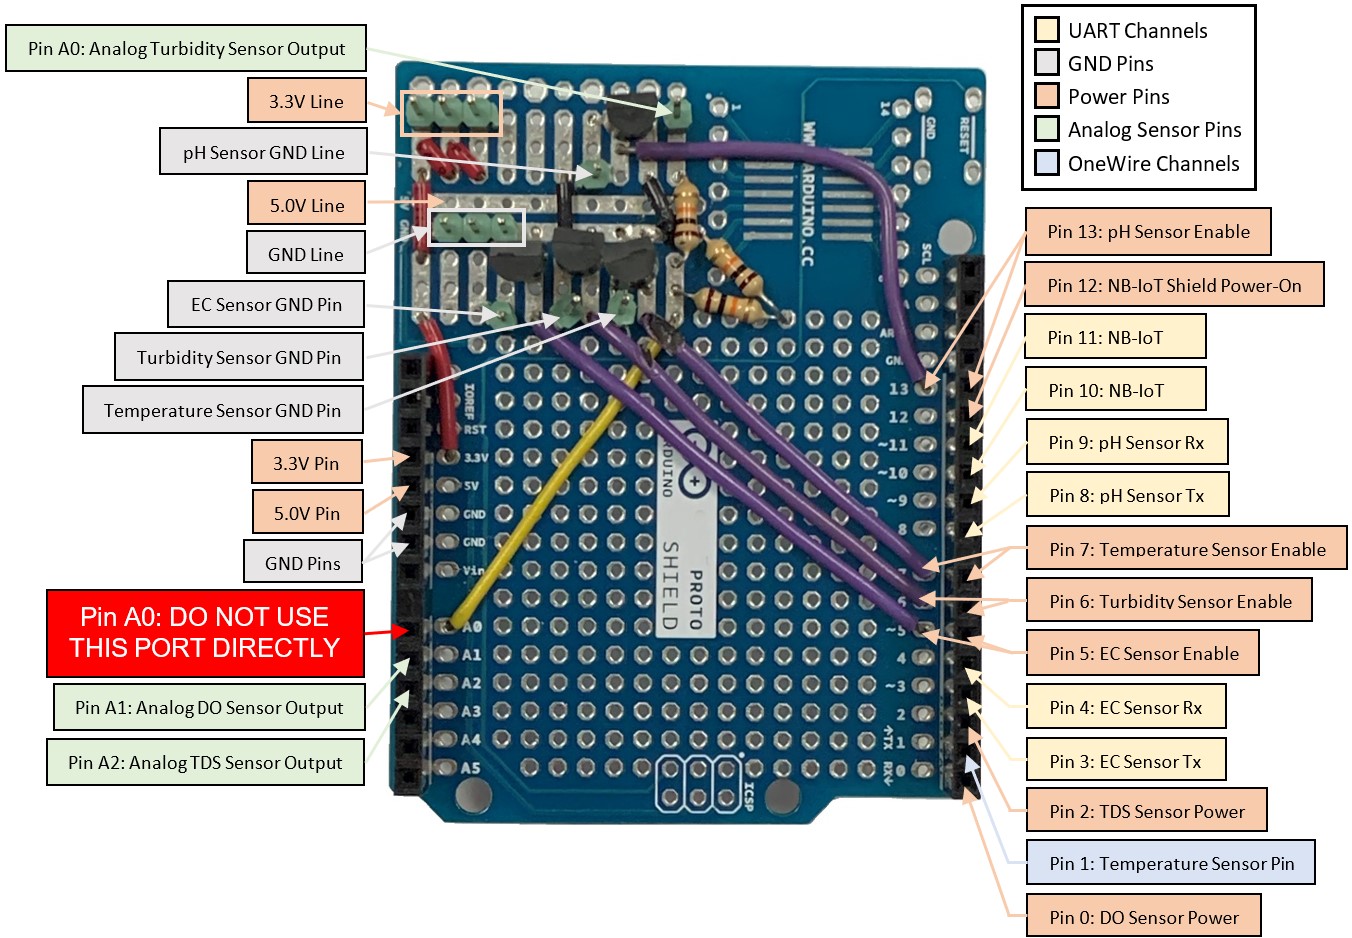 Pin A0: Analog Turbidity Sensor Output
3.3V Line
pH Sensor GND Line
5.0V Line
GND Line
EC Sensor GND Pin
Turbidity Sensor GND Pin
Temperature Sensor GND Pin
3.3V Pin
5.0V Pin
GND Pins
Pin A0: DO NOT USE
THIS PORT DIRECTLY
Pin A1: Analog DO Sensor Output
Pin A2: Analog TDS Sensor Output
UART Channels
GND Pins
Power Pins
Analog Sensor Pins
OneWire Channels
Pin 13: pH Sensor Enable
Pin 12: NB-IoT Shield Power-On
Pin 11: NB-IoT
Pin 10: NB-IoT
Pin 9: pH Sensor Rx
Pin 8: pH Sensor Tx
Pin 7: Temperature Sensor Enable
Pin 6: Turbidity Sensor Enable
Pin 5: EC Sensor Enable
Pin 4: EC Sensor Rx
Pin 3: EC Sensor Tx
Pin 2: TDS Sensor Power
Pin 1: Temperature Sensor Pin
Pin 0: DO Sensor Power
1
14
GND
RESET
WWW.ARDUINO.CC
5V
SCL
IOREF
RST
3.3V
5V
GND
GND
Vin
A0
A1
A2
A3
A4
A5
13
12
~11
~10
~9
8
6
~5
4
~3
2
TX→1
RX←0
ARDUINO
PROTO
SHIELD
ICSP